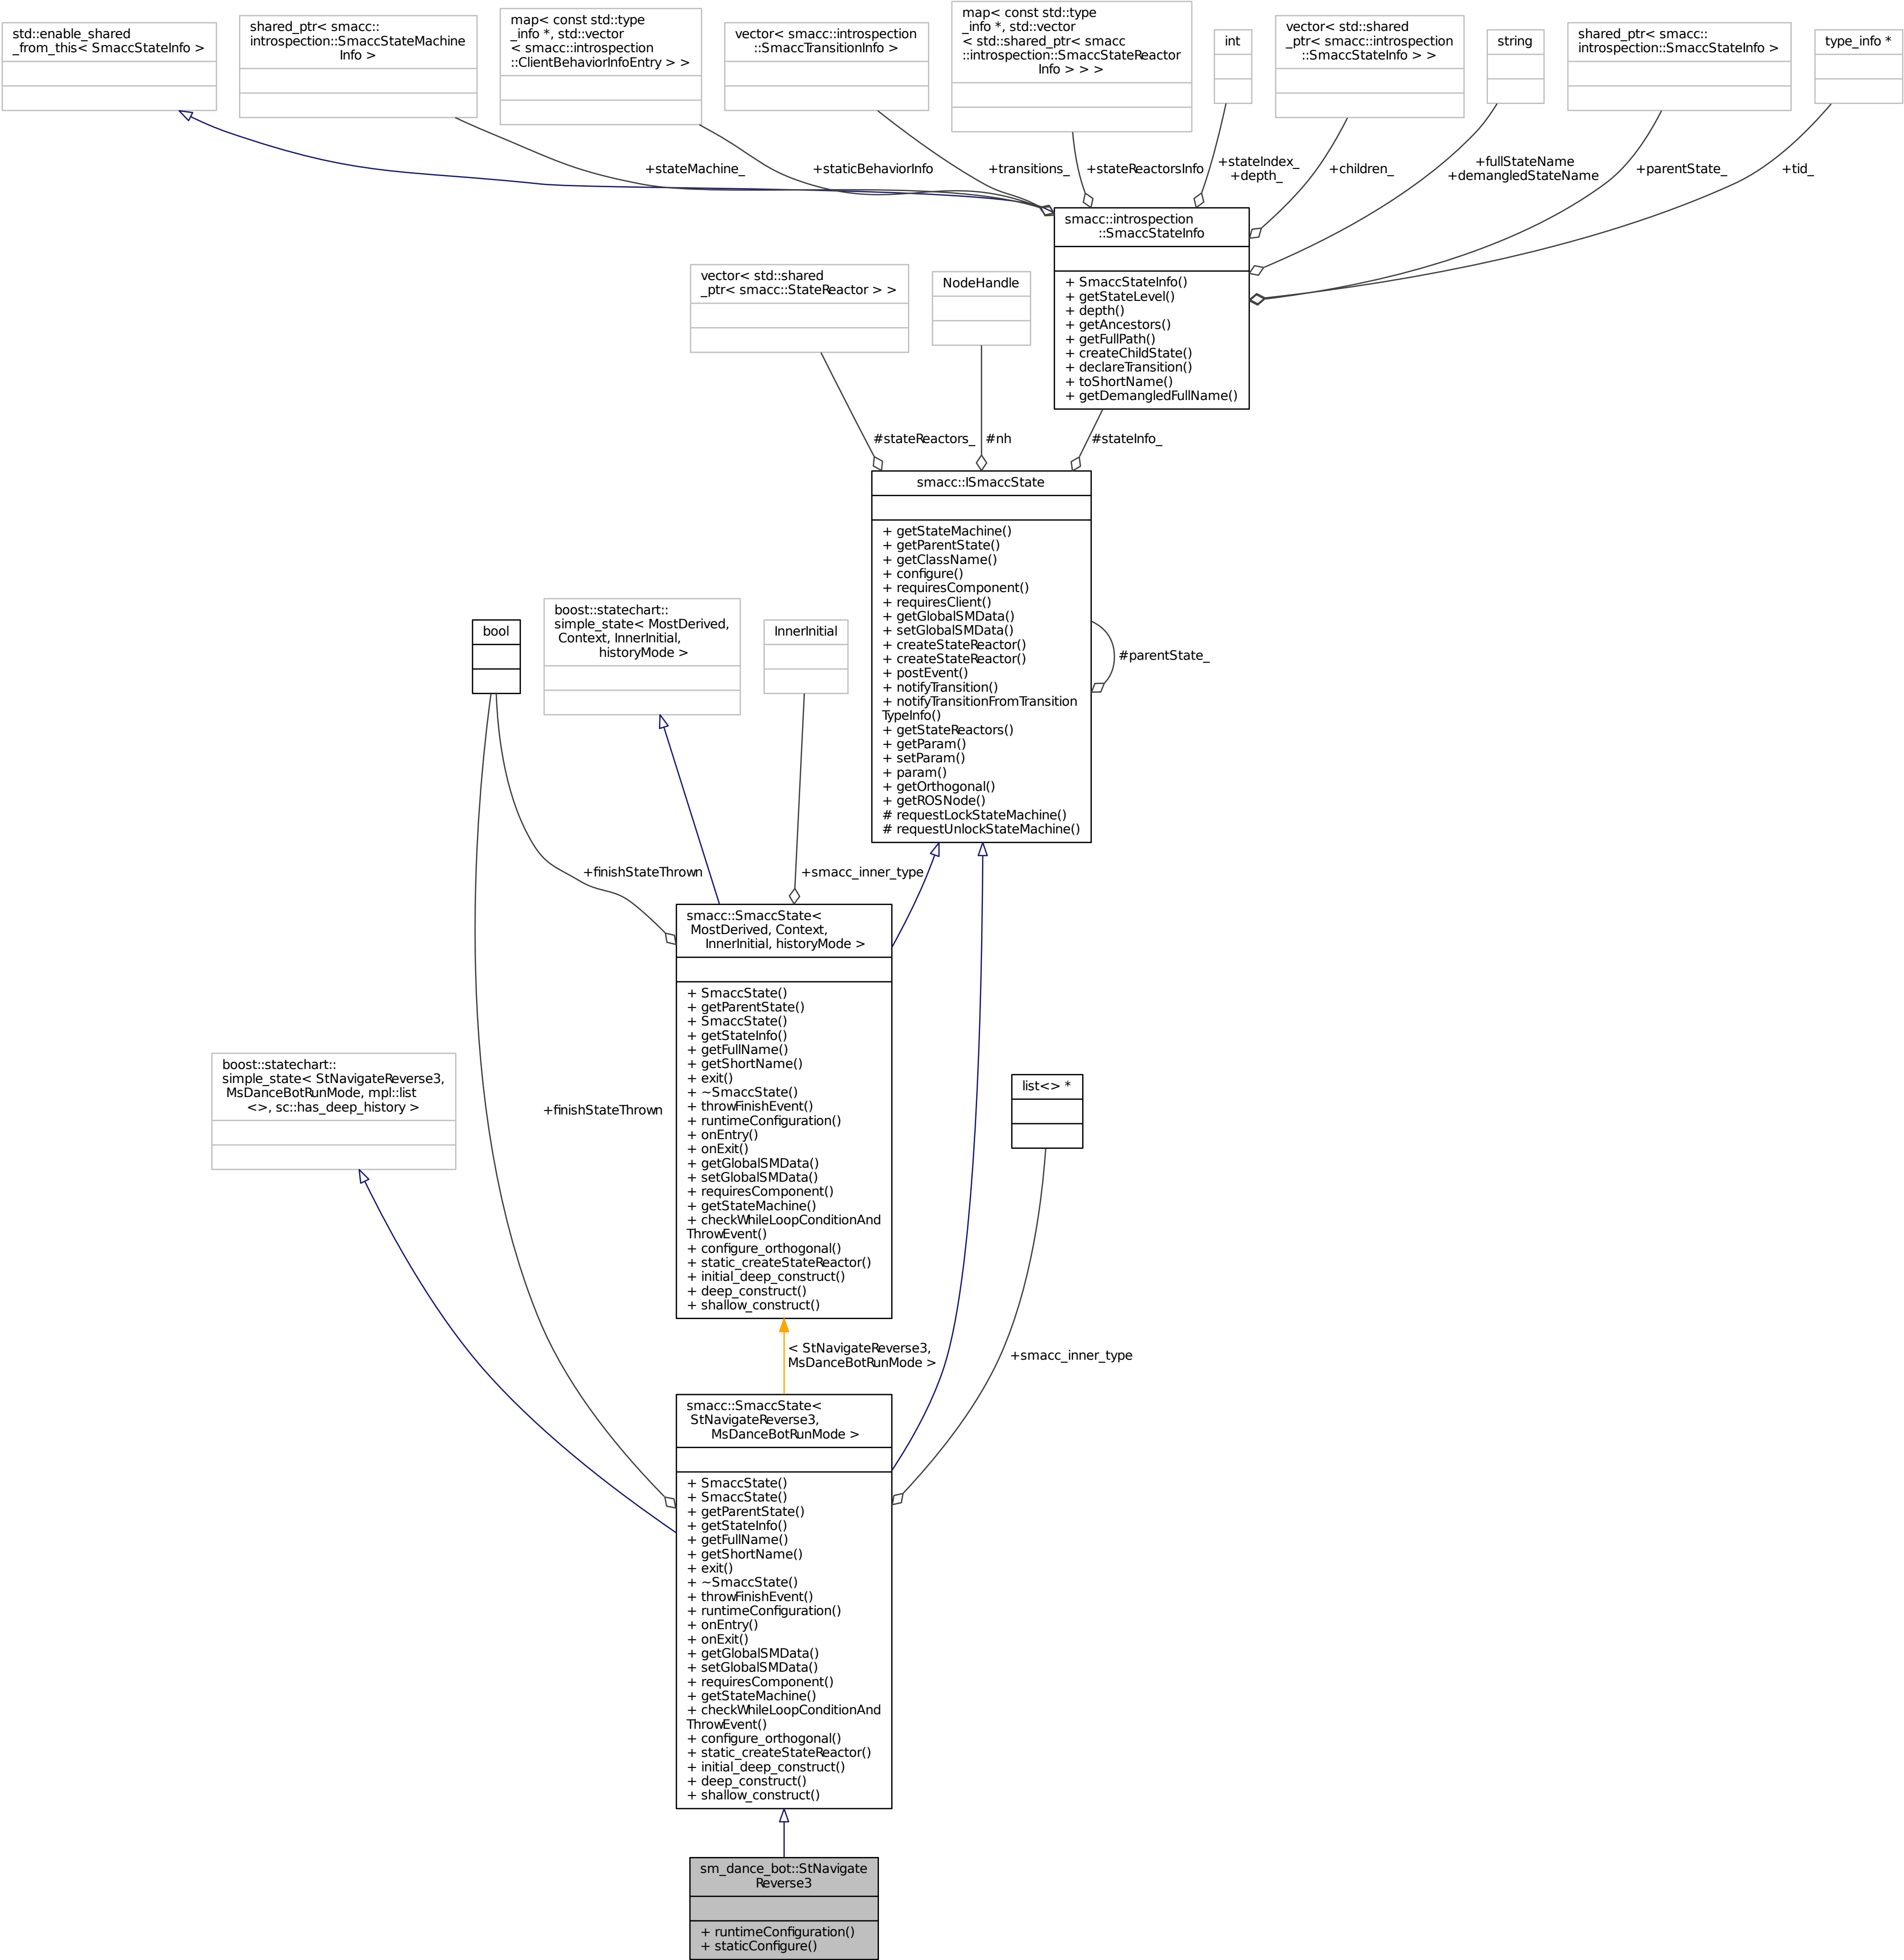 std::enable_shared
_from_this< SmaccStateInfo >
shared_ptr< smacc::
introspection::SmaccStateMachine
Info >
map< const std::type
_info *, std::vector
< smacc::introspection
::ClientBehaviorInfoEntry > >
vector< smacc::introspection
::SmaccTransitionInfo >
map< const std::type
_info *, std::vector
< std::shared_ptr< smacc
::introspection::SmaccStateReactor
Info > > >
int
vector< std::shared
_ptr< smacc::introspection
::SmaccStateInfo > >
string
shared_ptr< smacc::
introspection::SmaccStateInfo >
type_info *
+stateMachine_
+staticBehaviorInfo
+transitions_
+stateReactorsInfo
+stateIndex_
+depth_
+children_
+fullStateName
+demangledStateName
+parentState_
+tid_
smacc::introspection
::SmaccStateInfo
+ SmaccStateInfo()
+ getStateLevel()
+ depth()
+ getAncestors()
+ getFullPath()
+ createChildState()
+ declareTransition()
+ toShortName()
+ getDemangledFullName()
vector< std::shared
_ptr< smacc::StateReactor > >
NodeHandle
#stateReactors_
#nh
#stateInfo_
smacc::ISmaccState
+ getStateMachine()
+ getParentState()
+ getClassName()
+ configure()
+ requiresComponent()
+ requiresClient()
+ getGlobalSMData()
+ setGlobalSMData()
+ createStateReactor()
+ createStateReactor()
+ postEvent()
+ notifyTransition()
+ notifyTransitionFromTransition
TypeInfo()
+ getStateReactors()
+ getParam()
+ setParam()
+ param()
+ getOrthogonal()
+ getROSNode()
# requestLockStateMachine()
# requestUnlockStateMachine()
#parentState_
bool
boost::statechart::
simple_state< MostDerived,
Context, InnerInitial,
historyMode >
InnerInitial
+finishStateThrown
+smacc_inner_type
smacc::SmaccState<
MostDerived, Context,
InnerInitial, historyMode >
+ SmaccState()
+ getParentState()
+ SmaccState()
+ getStateInfo()
+ getFullName()
+ getShortName()
+ exit()
+ ~SmaccState()
+ throwFinishEvent()
+ runtimeConfiguration()
+ onEntry()
+ onExit()
+ getGlobalSMData()
+ setGlobalSMData()
+ requiresComponent()
+ getStateMachine()
+ checkWhileLoopConditionAnd
ThrowEvent()
+ configure_orthogonal()
+ static_createStateReactor()
+ initial_deep_construct()
+ deep_construct()
+ shallow_construct()
boost::statechart::
simple_state< StNavigateReverse3,
MsDanceBotRunMode, mpl::list
<>, sc::has_deep_history >
+finishStateThrown
list<> *
< StNavigateReverse3,
MsDanceBotRunMode >
+smacc_inner_type
smacc::SmaccState<
StNavigateReverse3,
MsDanceBotRunMode >
+ SmaccState()
+ SmaccState()
+ getParentState()
+ getStateInfo()
+ getFullName()
+ getShortName()
+ exit()
+ ~SmaccState()
+ throwFinishEvent()
+ runtimeConfiguration()
+ onEntry()
+ onExit()
+ getGlobalSMData()
+ setGlobalSMData()
+ requiresComponent()
+ getStateMachine()
+ checkWhileLoopConditionAnd
ThrowEvent()
+ configure_orthogonal()
+ static_createStateReactor()
+ initial_deep_construct()
+ deep_construct()
+ shallow_construct()
sm_dance_bot::StNavigate
Reverse3
+ runtimeConfiguration()
+ staticConfigure()